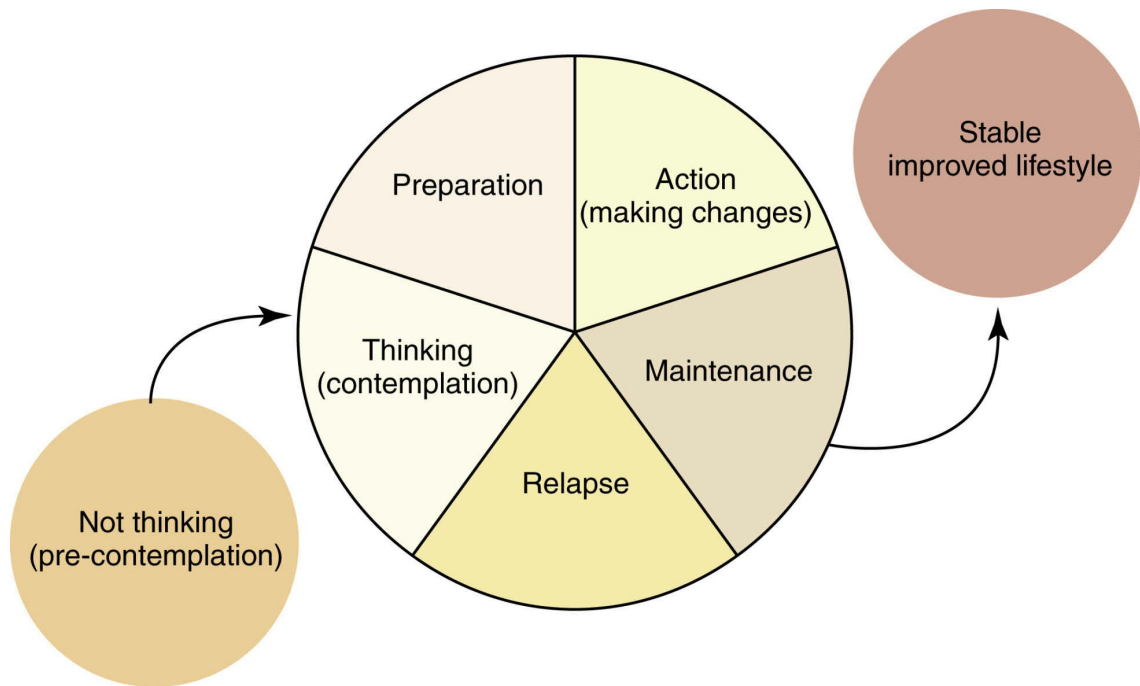 Stable
improved lifestyle
Preparation
Action
(making changes)
Thinking
(contemplation)
Maintenance
Relapse
Not thinking
(pre-contemplation)